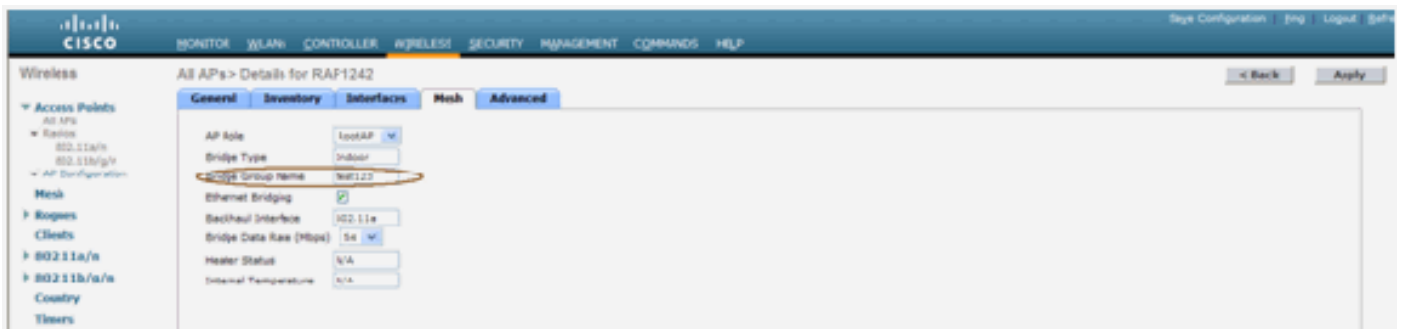 Save Configuration | Ping | Logout | Refre
CISCO
MONITOR WLANs CONTROLLER WIRELESS SECURITY MANAGEMENT COMMANDS HELP
Wireless
All APs > Details for RAP1242
< Back
Apply
General Inventory Interfaces Mesh Advanced
Access Points
All APs
Radios
802.11a/n
802.11b/g/n
AP Configuration
Mesh
Rogues
Clients
802.11a/n
802.11b/g/n
Country
Timers
AP Role RootAP
Bridge Type Indoor
Bridge Group Name test123
Ethernet Bridging
Backhaul Interface 802.11a
Bridge Data Rate (Mbps) 54
Heater Status N/A
Internal Temperature N/A